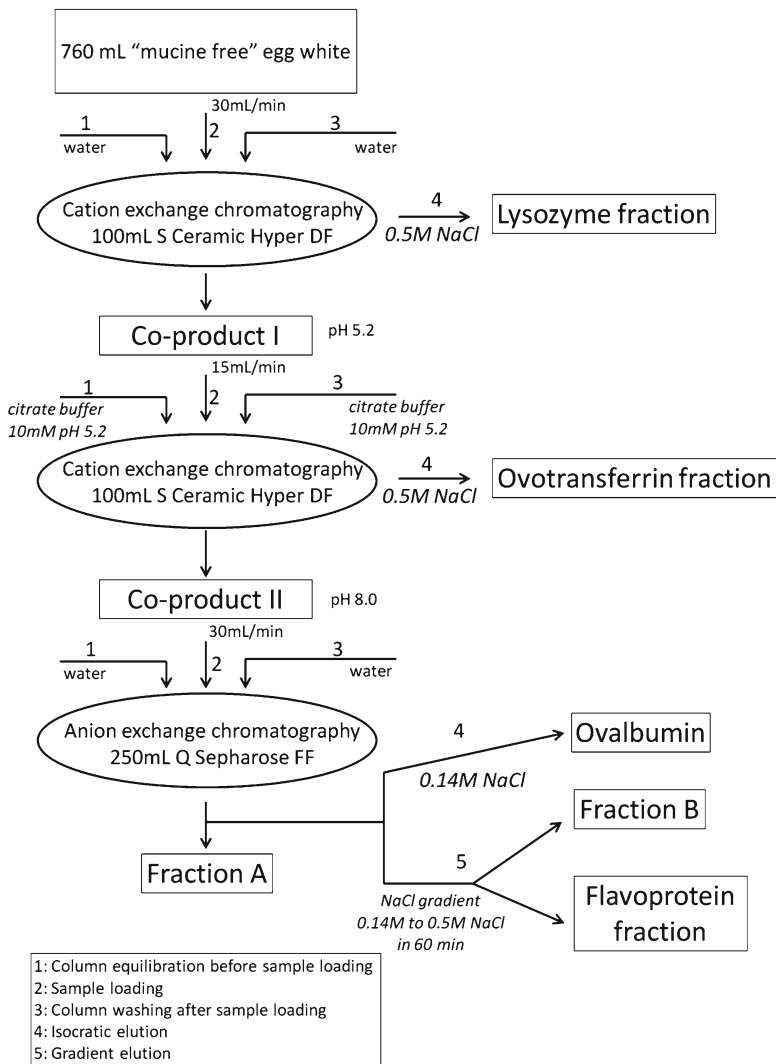 760 mL “mucine free” egg white
30mL/min
1
2
3
water
water
Cation exchange chromatography
100mL S Ceramic Hyper DF
4
0.5M NaCl
Lysozyme fraction
Co-product I
pH 5.2
15mL/min
1
2
3
citrate buffer
10mM pH 5.2
citrate buffer
10mM pH 5.2
Cation exchange chromatography
100mL S Ceramic Hyper DF
4
0.5M NaCl
Ovotransferrin fraction
Co-product II
pH 8.0
30mL/min
1
2
3
water
water
Anion exchange chromatography
250mL Q Sepharose FF
4
0.14M NaCl
Ovalbumin
Fraction B
Fraction A
5
NaCl gradient
0.14M to 0.5M NaCl
in 60 min
Flavoprotein
fraction
1: Column equilibration before sample loading
2: Sample loading
3: Column washing after sample loading
4: Isocratic elution
5: Gradient elution